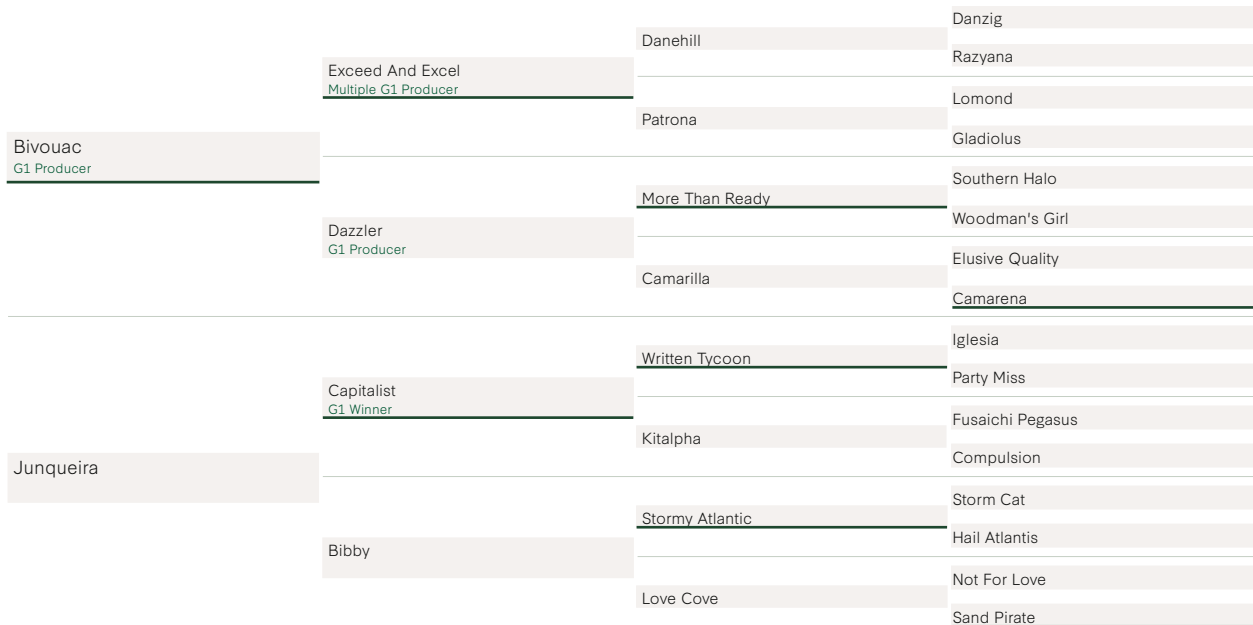 Bivouac
G1 Producer
Junqueira
Exceed And Excel
Multiple G1 Producer
Dazzler
G1 Producer
Capitalist
G1 Winner
Bibby
Danehill
Patrona
More Than Ready
Camarilla
Written Tycoon
Kitalpha
Stormy Atlantic
Love Cove
Danzig
Razyana
Lomond
Gladiolus
Southern Halo
Woodman's Girl
Elusive Quality
Camarena
Iglesia
Party Miss
Fusaichi Pegasus
Compulsion
Storm Cat
Hail Atlantis
Not For Love
Sand Pirate